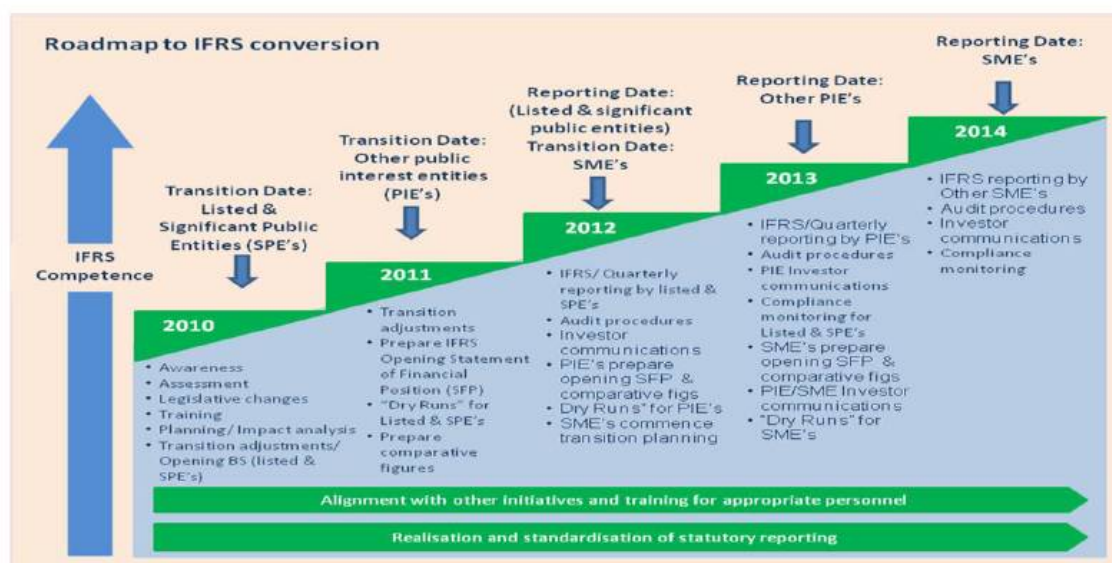 Roadmap to IFRS conversion
IFRS
Competence
Transition Date:
Listed &
Significant Public
Entities (SPE's)
2010
• Awareness
• Assessment
• Legislative changes
• Training
• Planning/ Impact analysis
• Transition adjustments/
Opening BS (listed &
SPE's)
Transition Date:
Other public
interest entities
(PIE's)
2011
• Transition
adjustments
• Prepare IFRS
Opening Statement
of Financial
Position (SFP)
• "Dry Runs" for
Listed & SPE's
• Prepare
comparative
figures
Reporting Date:
(Listed & significant
public entities)
Transition Date:
SME's
2012
• IFRS/ Quarterly
reporting by listed &
SPE's
• Audit procedures
• Investor
communications
• PIE's prepare
opening SFP &
comparative figs
• Dry Runs" for PIE's
• SME's commence
transition planning
Reporting Date:
Other PIE's
2013
• IFRS/Quarterly
reporting by PIE's
• Audit procedures
• PIE Investor
communications
• Compliance
monitoring for
Listed & SPE's
• SME's prepare
opening SFP &
comparative figs
• PIE/SME Investor
communications
• "Dry Runs" for
SME's
Reporting Date:
SME's
2014
• IFRS reporting by
Other SME's
• Audit procedures
• Investor
communications
• Compliance
monitoring
Alignment with other initiatives and training for appropriate personnel
Realisation and standardisation of statutory reporting